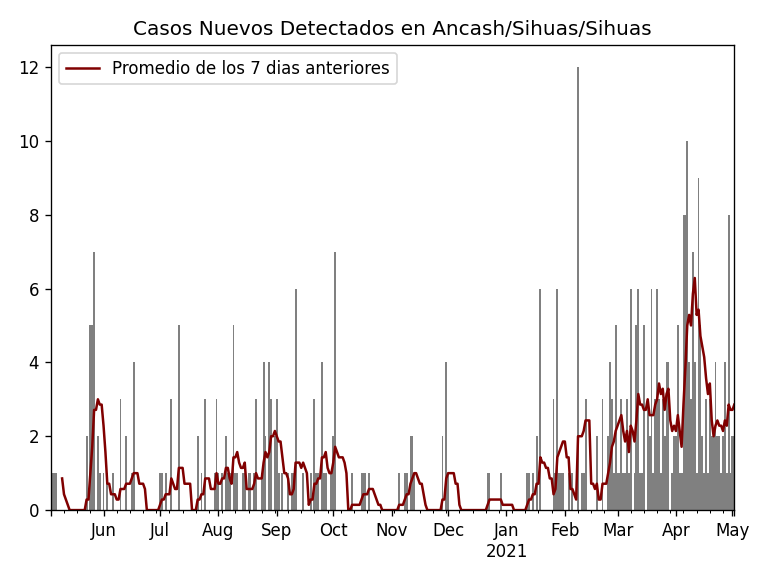 Casos Nuevos Detectados en Ancash/Sihuas/Sihuas
Promedio de los 7 dias anteriores
12
10
8
6
4
2
0
Jun Jul Aug Sep Oct Nov Dec Jan Feb Mar Apr May
2021